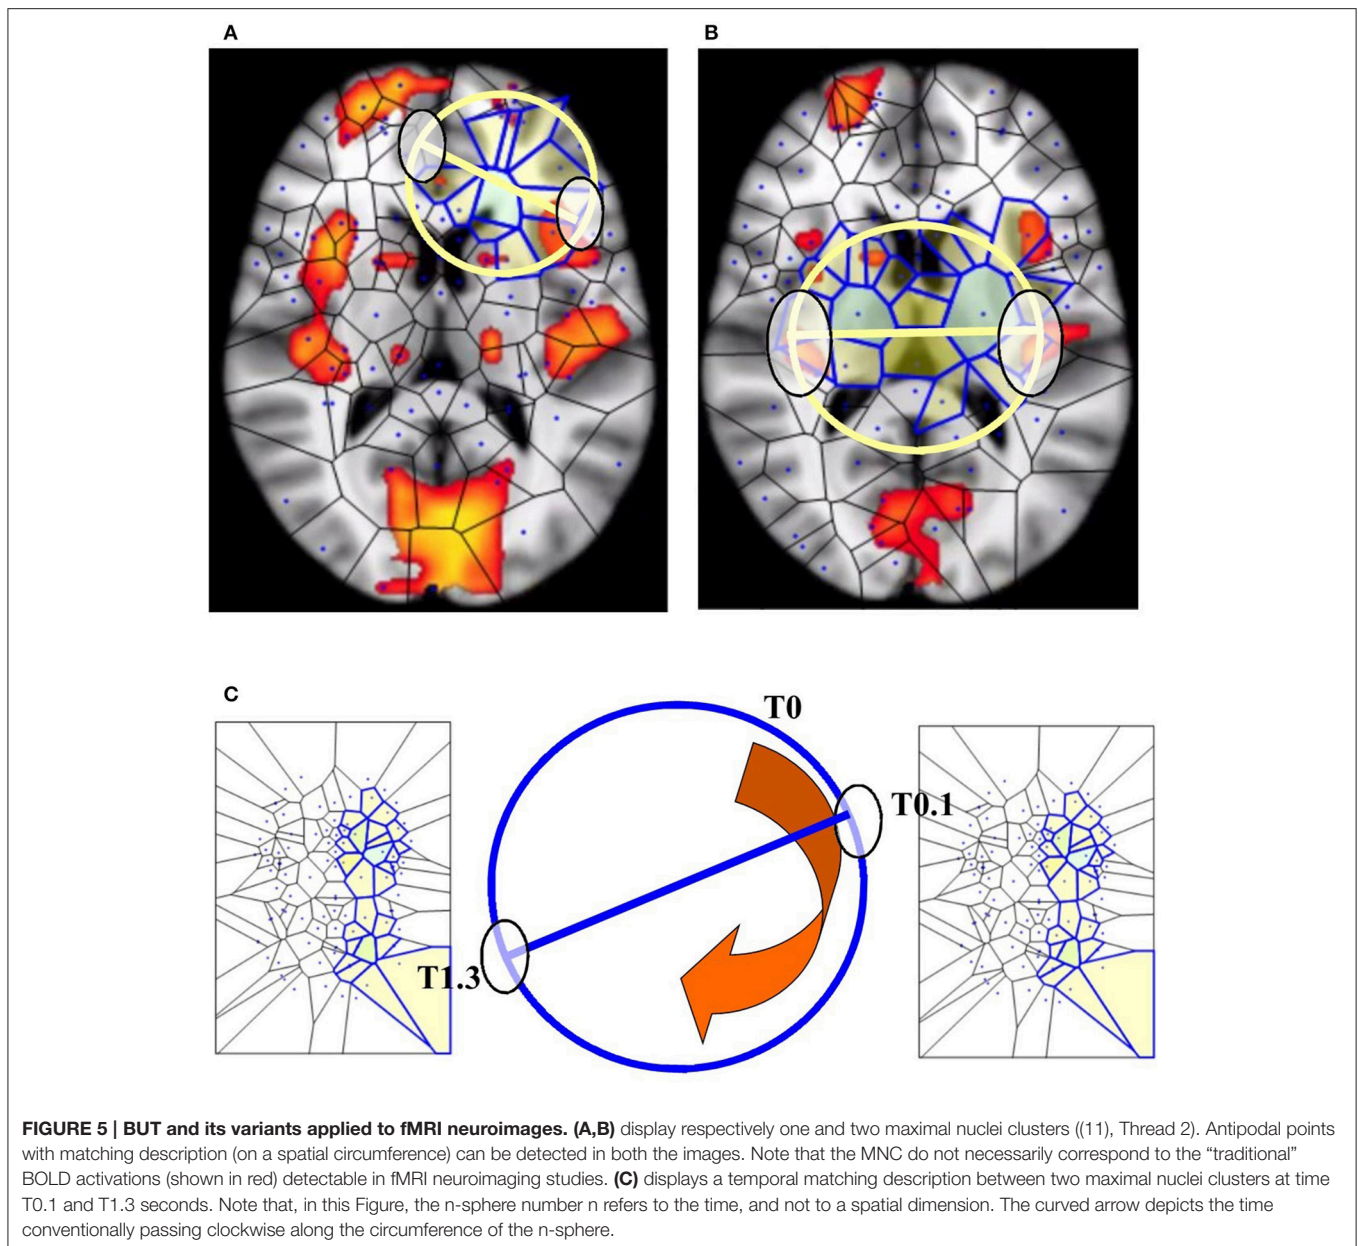 A
B
C
T0
T0.1
T1.3
FIGURE 5 | BUT and its variants applied to fMRI neuroimages. (A,B) display respectively one and two maximal nuclei clusters ((11), Thread 2). Antipodal points
with matching description (on a spatial circumference) can be detected in both the images. Note that the MNC do not necessarily correspond to the “traditional”
BOLD activations (shown in red) detectable in fMRI neuroimaging studies. (C) displays a temporal matching description between two maximal nuclei clusters at time
T0.1 and T1.3 seconds. Note that, in this Figure, the n-sphere number n refers to the time, and not to a spatial dimension. The curved arrow depicts the time
conventionally passing clockwise along the circumference of the n-sphere.